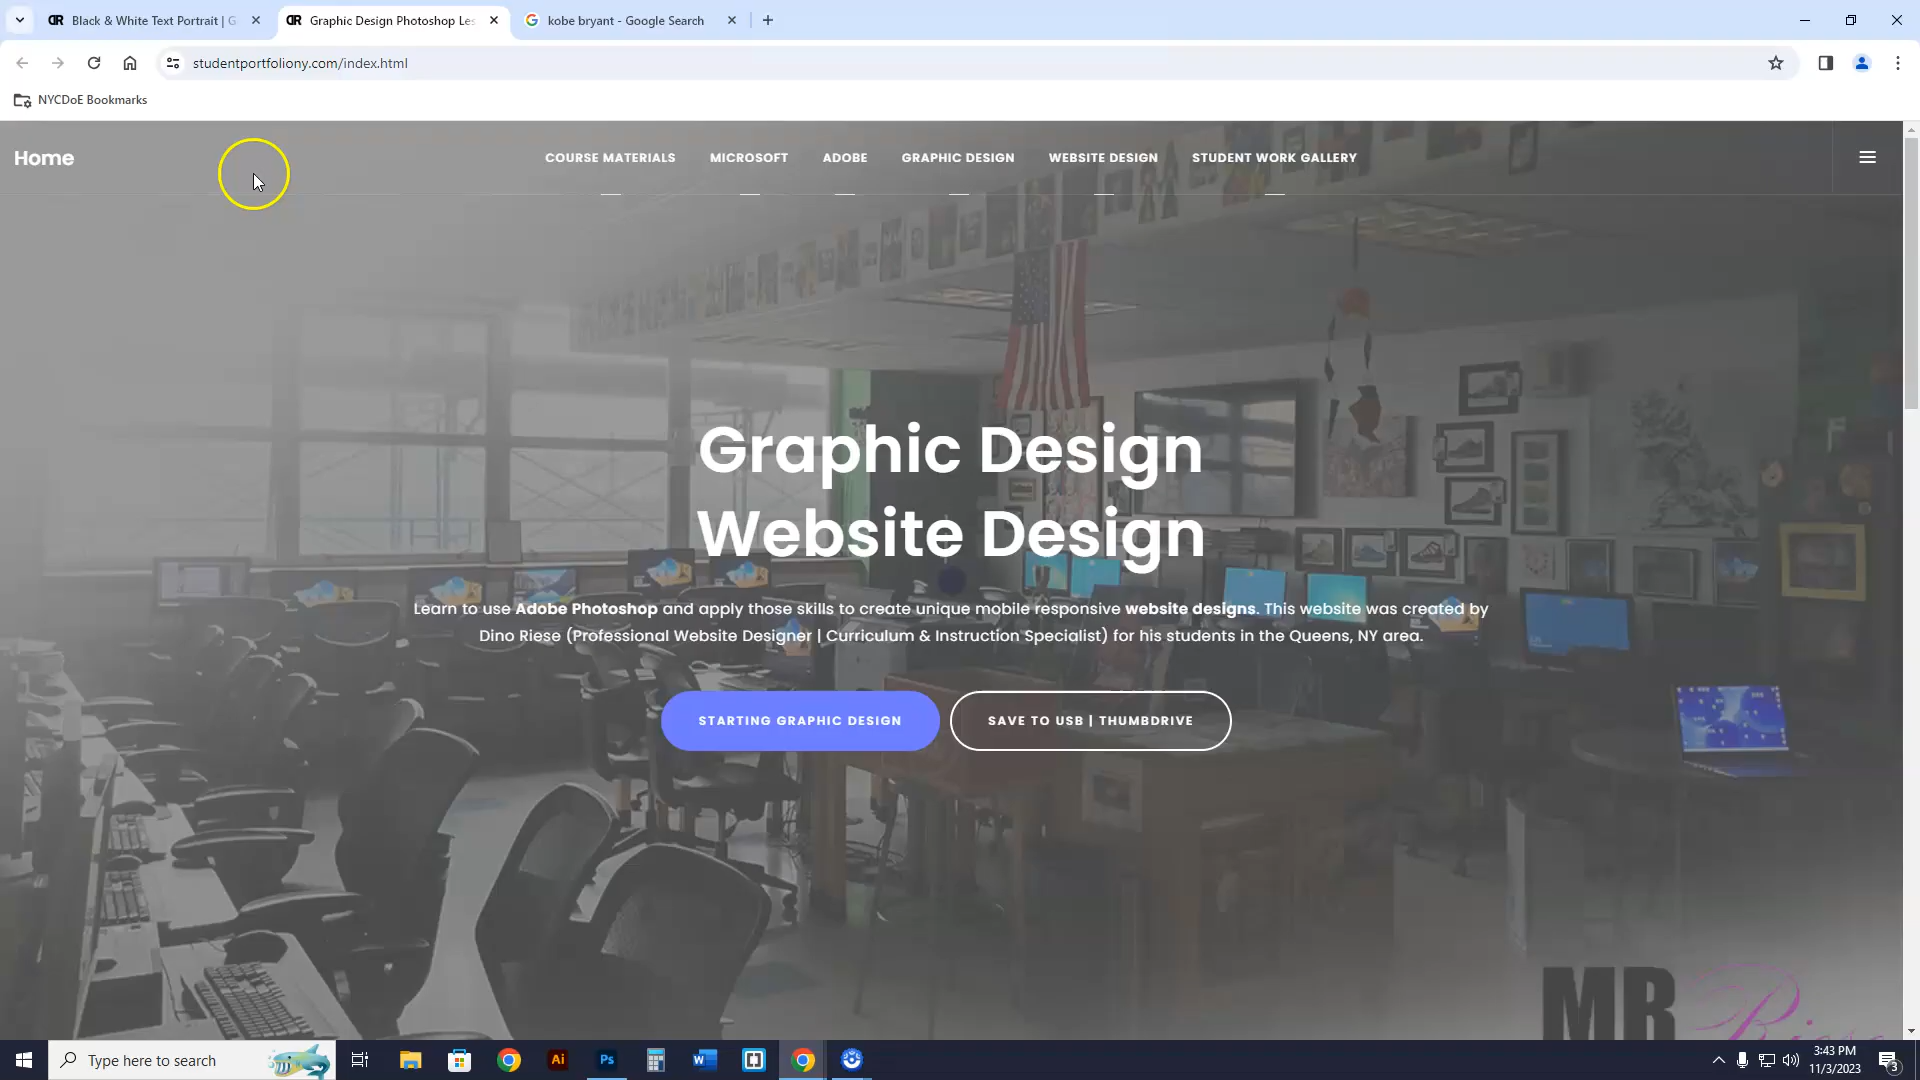 Black & White Text Portrait | G
Graphic Design Photoshop Les
kobe bryant - Google Search
studentportfoliony.com/index.html
NYCDoE Bookmarks
Home
COURSE MATERIALS
MICROSOFT
ADOBE
GRAPHIC DESIGN
WEBSITE DESIGN
STUDENT WORK GALLERY
Graphic Design
Website Design
Learn to use Adobe Photoshop and apply those skills to create unique mobile responsive website designs. This website was created by
Dino Riese (Professional Website Designer | Curriculum & Instruction Specialist) for his students in the Queens, NY area.
STARTING GRAPHIC DESIGN
SAVE TO USB | THUMBDRIVE
MR Riese
Type here to search
Ai
Ps
3:43 PM
11/3/2023
3